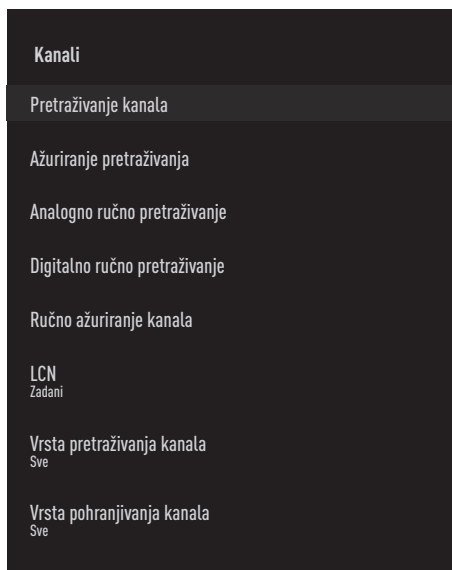 Kanali
Pretraživanje kanala
Ažuriranje pretraživanja
Analogno ručno pretraživanje
Digitalno ručno pretraživanje
Ručno ažuriranje kanala
LCN
Zadani
Vrsta pretraživanja kanala
Sve
Vrsta pohranjivanja kanala
Sve